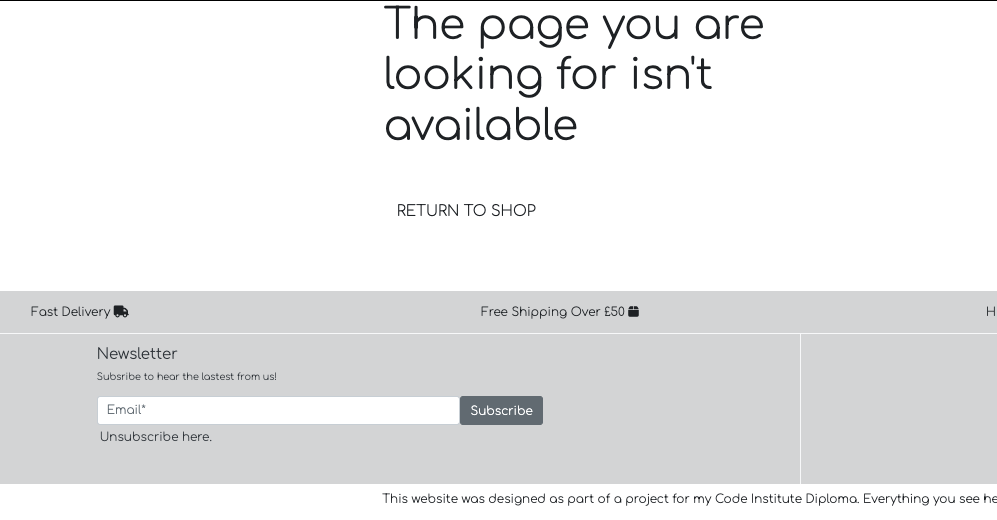 The page you are
looking for isn't
available
RETURN TO SHOP
Fast Delivery
Free Shipping Over £50
H
Newsletter
Subsribe to hear the lastest from us!
Email*
Subscribe
Unsubscribe here.
This website was designed as part of a project for my Code Institute Diploma. Everything you see he